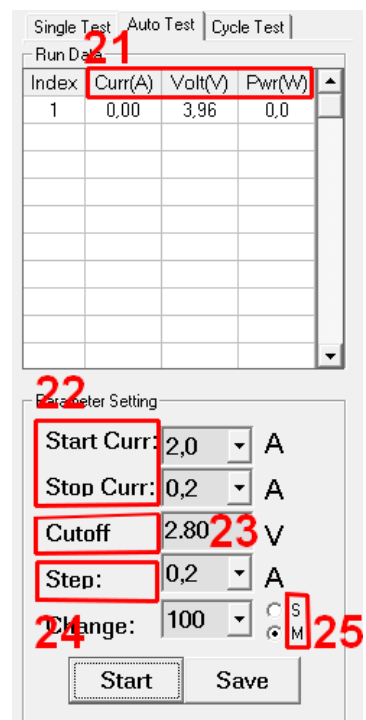 Single Test Auto Test Cycle Test
21
Run Data
Index Curr(A) Volt(V) Pwr(W)
1 0,00 3,96 0,0
22
Parameter Setting
Start Curr: 2,0 A
Stop Curr: 0,2 A
Cutoff 2.80 23 V
Step: 0,2 A
24 Change: 100 S M 25
Start Save